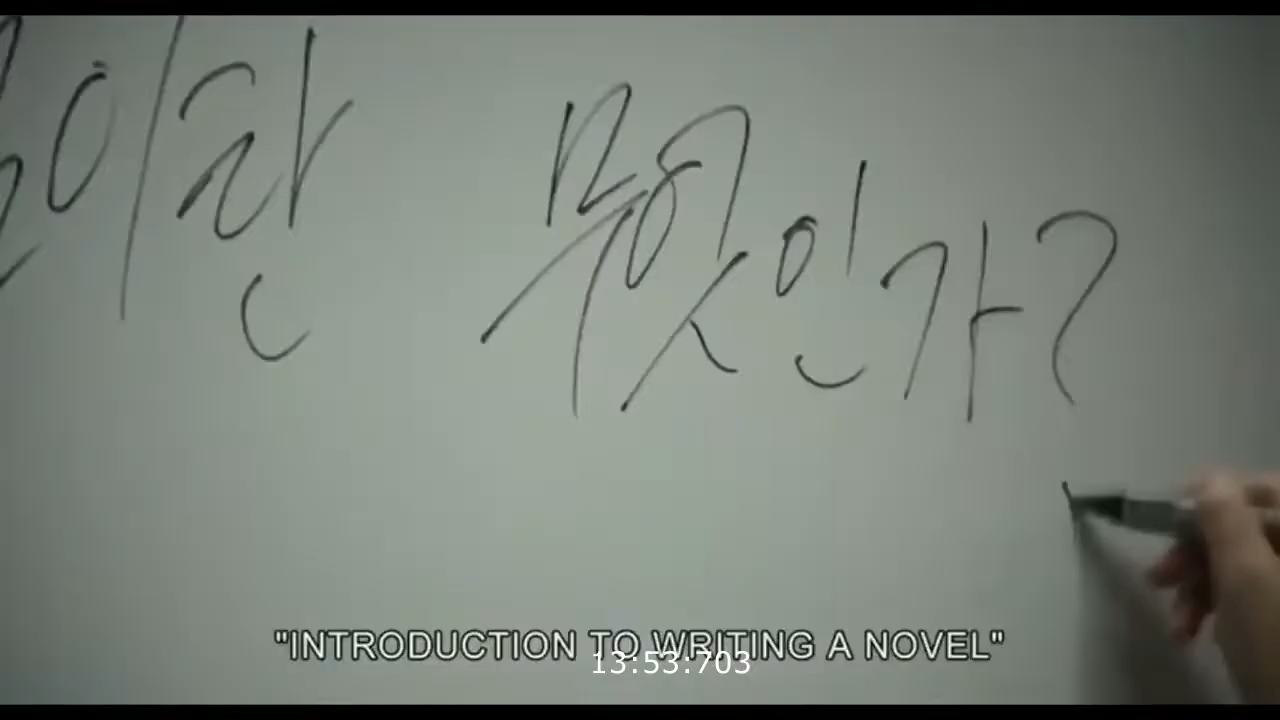 이란 무엇인가?
"INTRODUCTION TO WRITING A NOVEL"
13:53:703